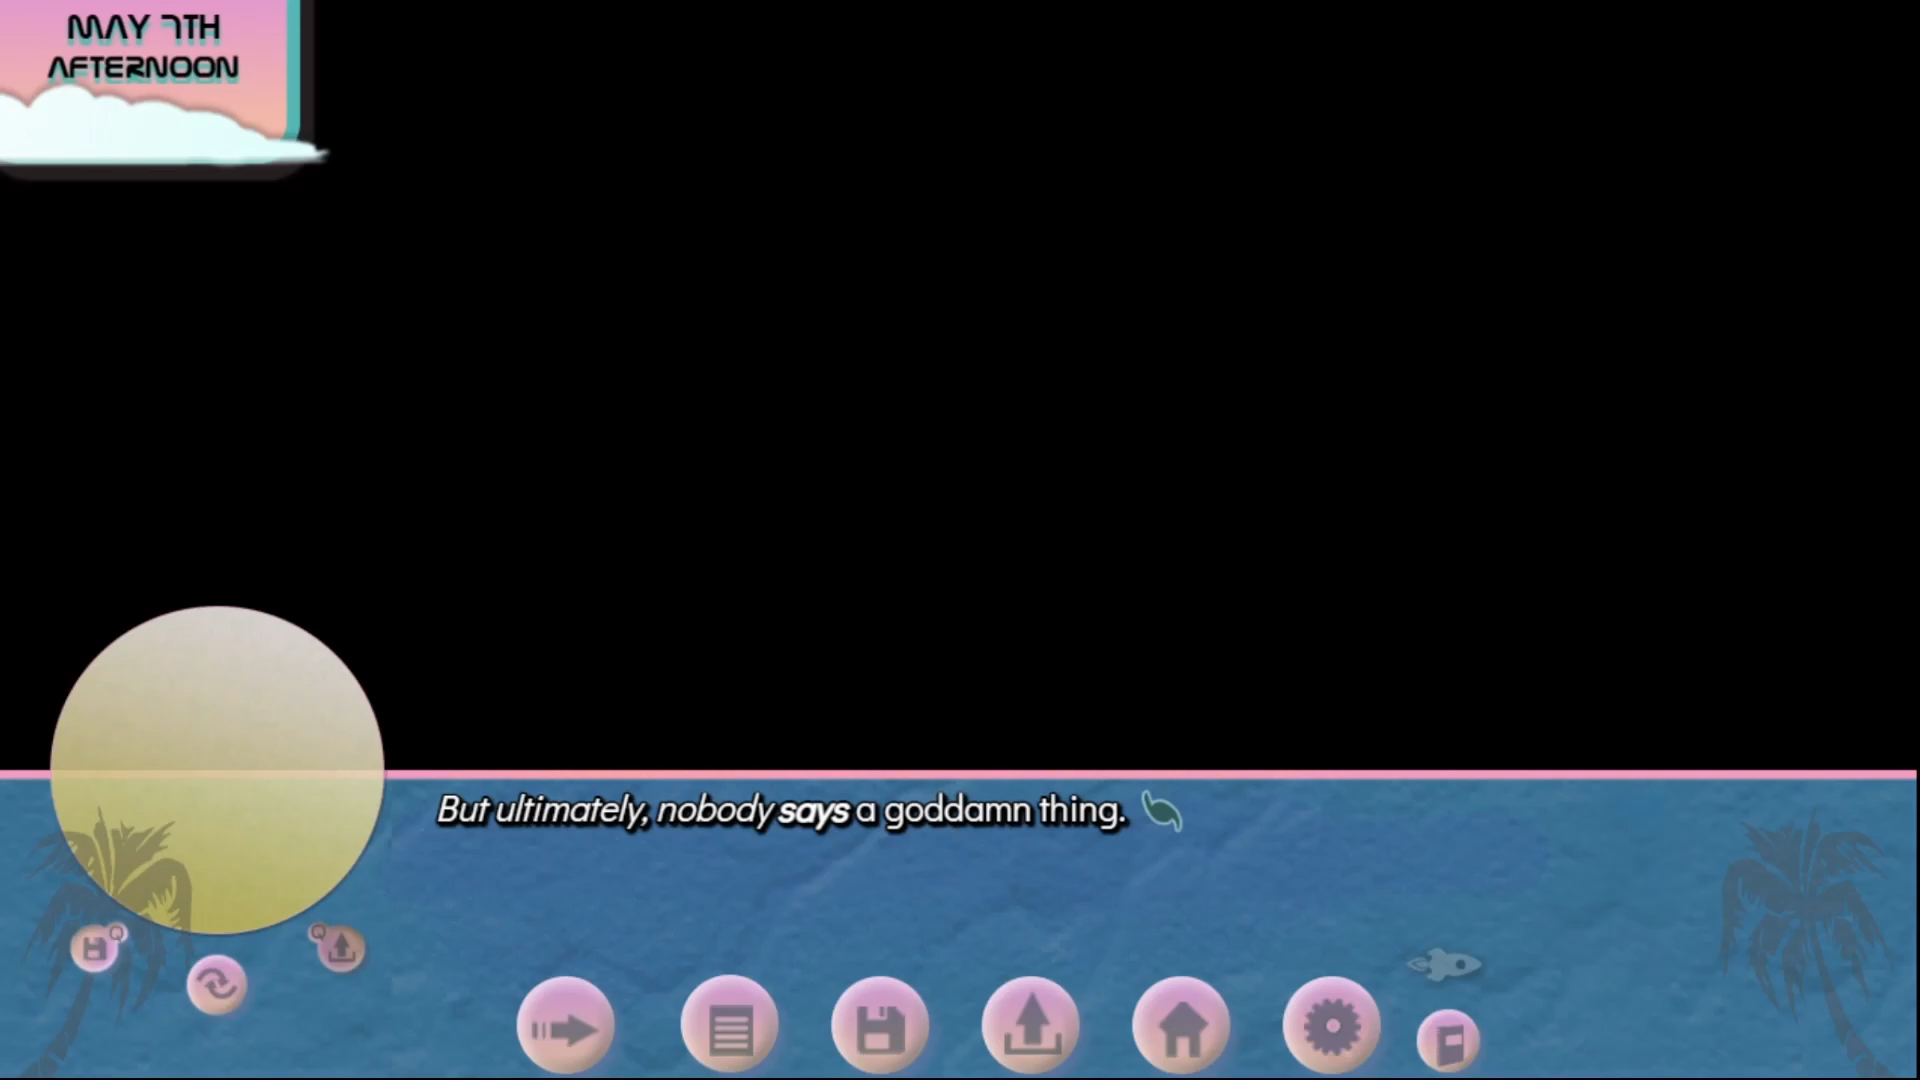 MAY 7TH
AFTERNOON
But ultimately, nobody says a goddamn thing.
Q
Q